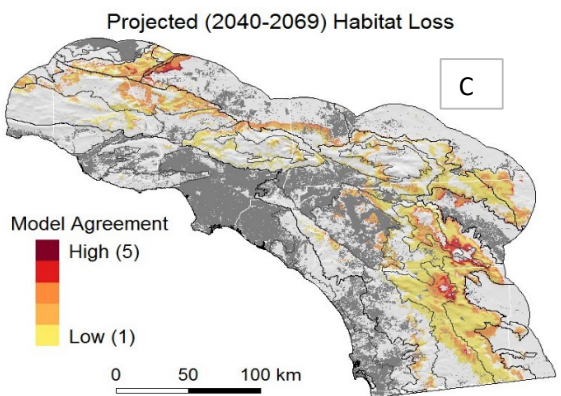 Projected (2040-2069) Habitat Loss
C
Model Agreement
High (5)
Low (1)
0 50 100 km